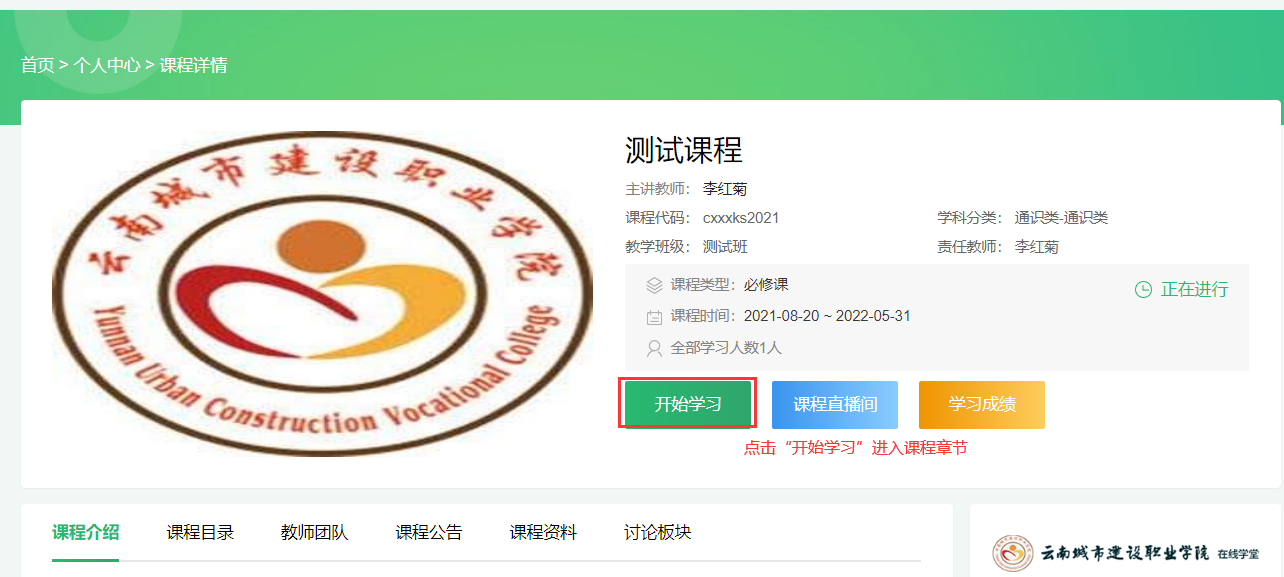 首页 > 个人中心 > 课程详情
云南城市建设职业学院
Yunnan Urban Construction Vocational College
测试课程
主讲教师： 李红菊
课程代码： cxxxks2021 学科分类： 通识类-通识类
教学班级： 测试班 责任教师： 李红菊
课程类型：必修课 正在进行
课程时间：2021-08-20 ~ 2022-05-31
全部学习人数1人
开始学习 课程直播间 学习成绩
点击“开始学习”进入课程章节
课程介绍 课程目录 教师团队 课程公告 课程资料 讨论板块
云南城市建设职业学院 在线学堂